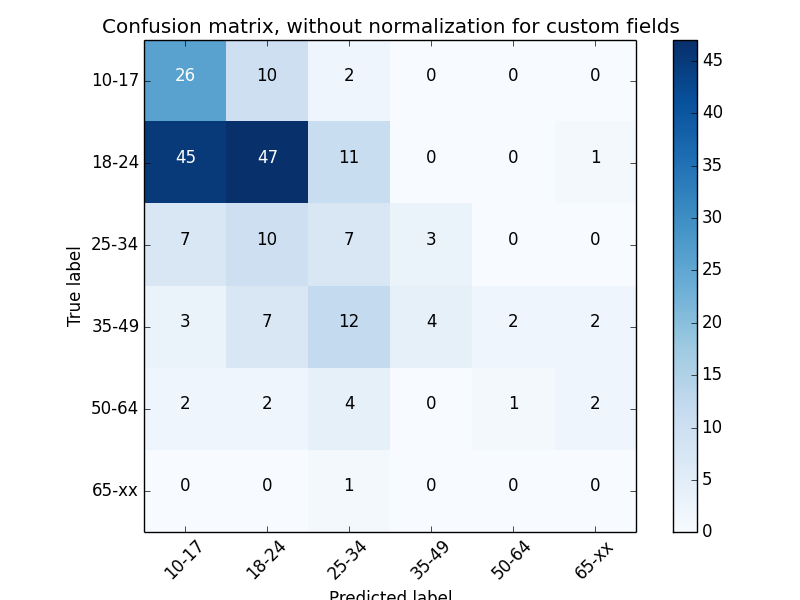 Confusion matrix, without normalization for custom fields
10-17 26 10 2 0 0 0
18-24 45 47 11 0 0 1
25-34 7 10 7 3 0 0
35-49 3 7 12 4 2 2
50-64 2 2 4 0 1 2
65-xx 0 0 1 0 0 0
10-17 18-24 25-34 35-49 50-64 65-xx
True label
Predicted label
45
40
35
30
25
20
15
10
5
0